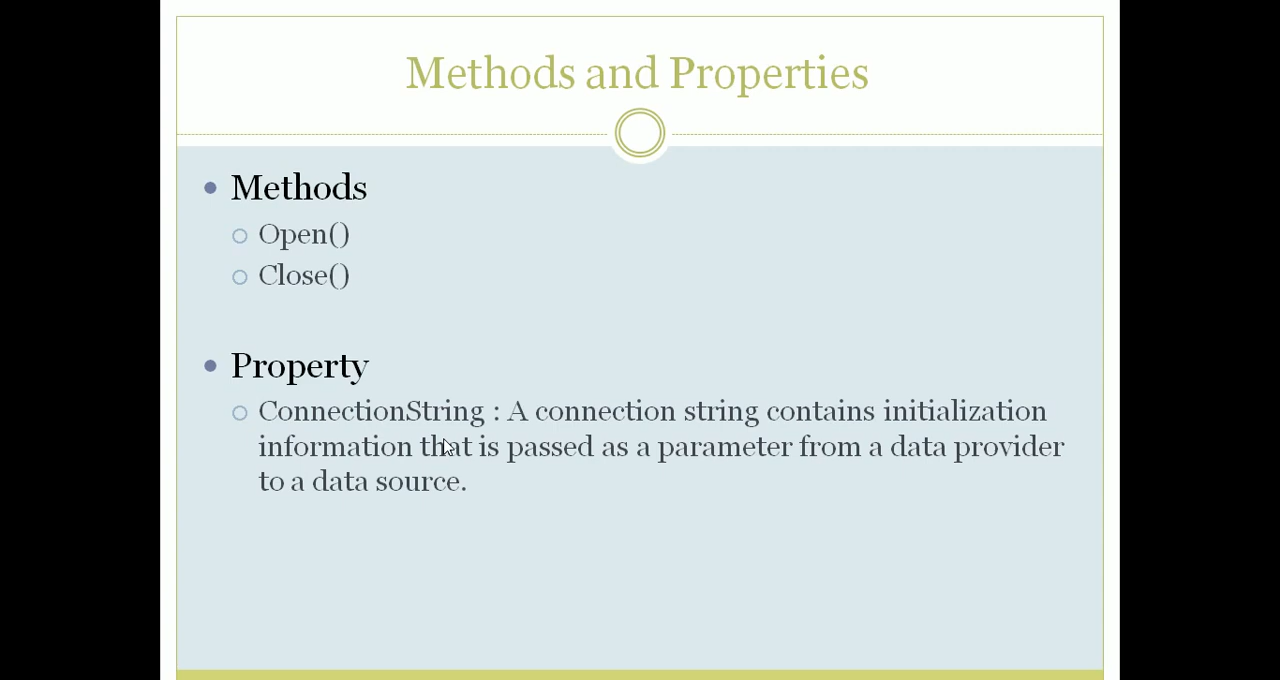 Methods and Properties
Methods
Open()
Close()
Property
ConnectionString : A connection string contains initialization
information that is passed as a parameter from a data provider
to a data source.